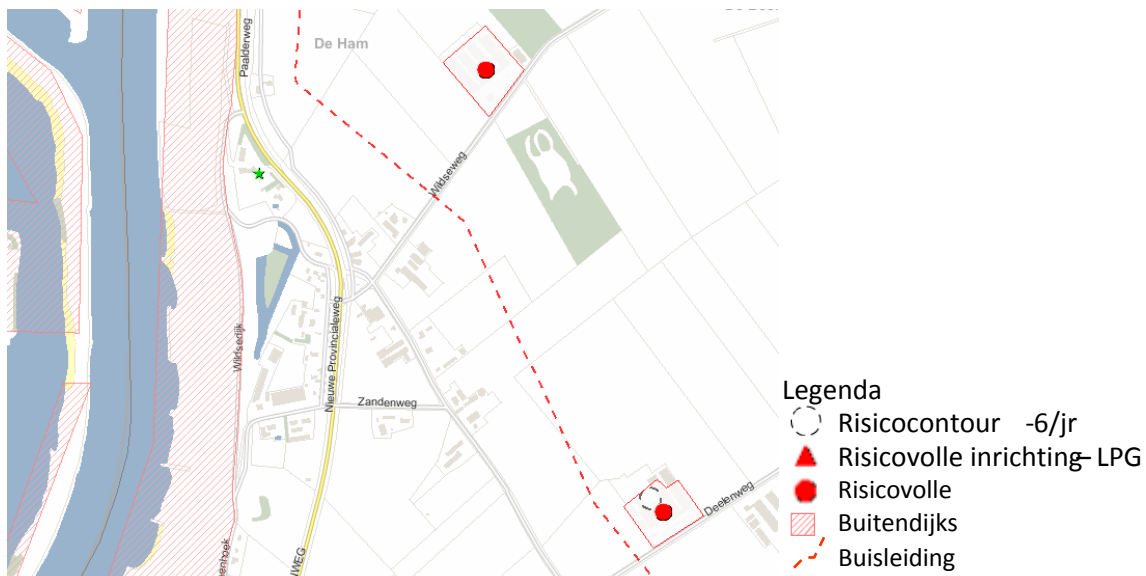 De Ham
Paalderweg
Wildseweg
Nieuwe Provincialeweg
Wildsedijk
Zandenweg
Deelenweg
WEG
Legenda
Risicocontour -6/jr
Risicovolle inrichting– LPG
Risicovolle
Buitendijks
Buisleiding